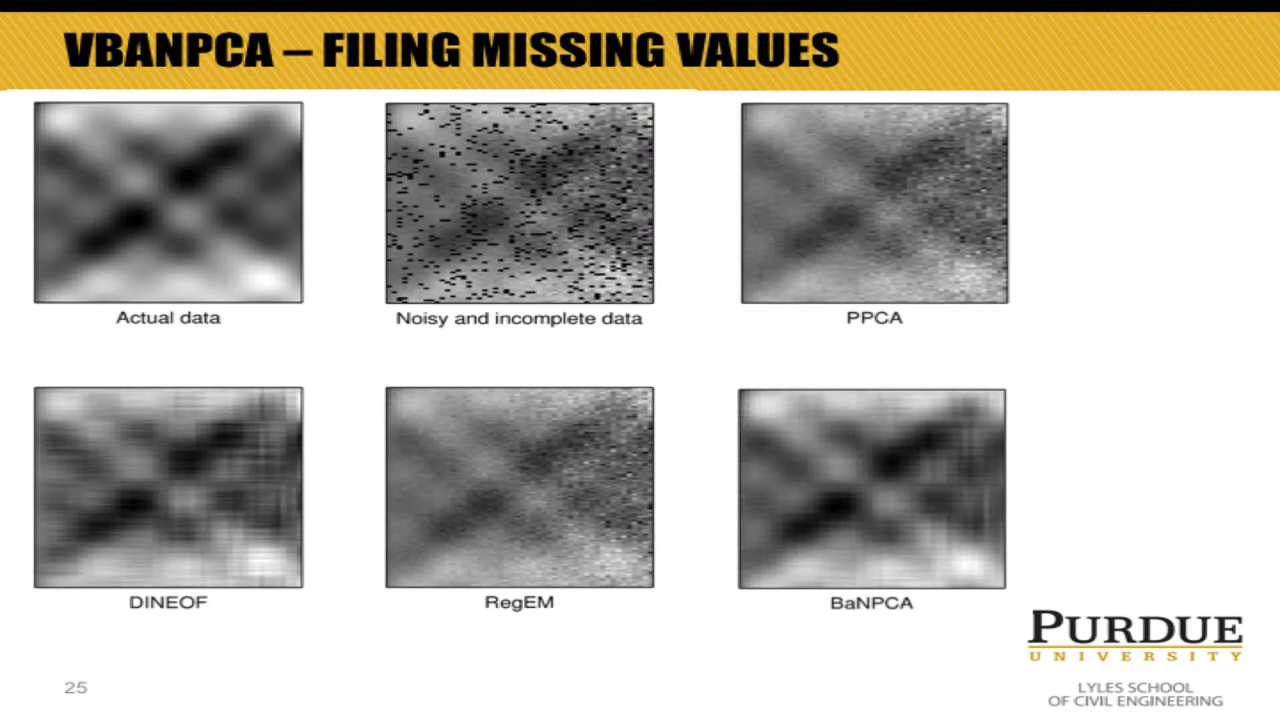 VBANPCA – FILING MISSING VALUES
Actual data
Noisy and incomplete data
PPCA
DINEOF
RegEM
BaNPCA
PURDUE
UNIVERSITY
25
LYLES SCHOOL
OF CIVIL ENGINEERING